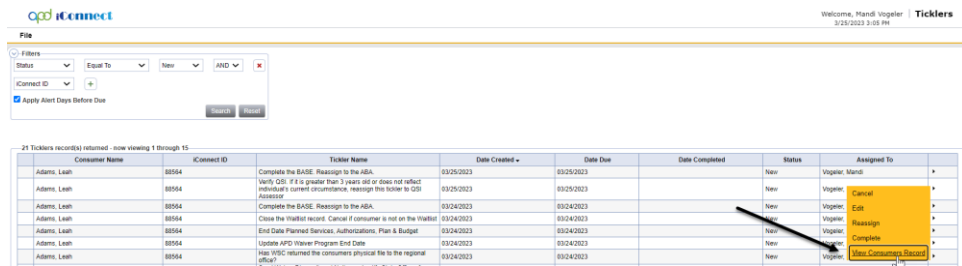 apd iConnect
Welcome, Mandi Vogeler | Ticklers
3/25/2023 3:05 PM
File
Filters
Status Equal To New AND ×
iConnect ID +
Apply Alert Days Before Due
Search Reset
21 Ticklers record(s) returned - now viewing 1 through 15
Consumer Name iConnect ID Tickler Name Date Created Date Due Date Completed Status Assigned To
Adams, Leah 88564 Complete the BASE. Reassign to the ABA. 03/25/2023 03/25/2023 New Vogeler, Mandi
Verify QSI. If it is greater than 3 years old or does not reflect
Adams, Leah 88564 individual's current circumstance, reassign this tickler to QSI 03/25/2023 03/25/2023 New Vogeler,
Assessor
Adams, Leah 88564 Complete the BASE. Reassign to the ABA. 03/24/2023 03/24/2023 New Vogeler,
Adams, Leah 88564 Close the Waitlist record. Cancel if consumer is not on the Waitlist 03/24/2023 03/24/2023 New Vogeler,
Adams, Leah 88564 End Date Planned Services, Authorizations, Plan & Budget 03/24/2023 03/24/2023 New Vogeler,
Adams, Leah 88564 Update APD Waiver Program End Date 03/24/2023 03/24/2023 New Vogeler,
Adams, Leah 88564 Has WSC returned the consumers physical file to the regional 03/24/2023 03/24/2023 New Vogeler,
office?
Cancel
Edit
Reassign
Complete
View Consumers Record